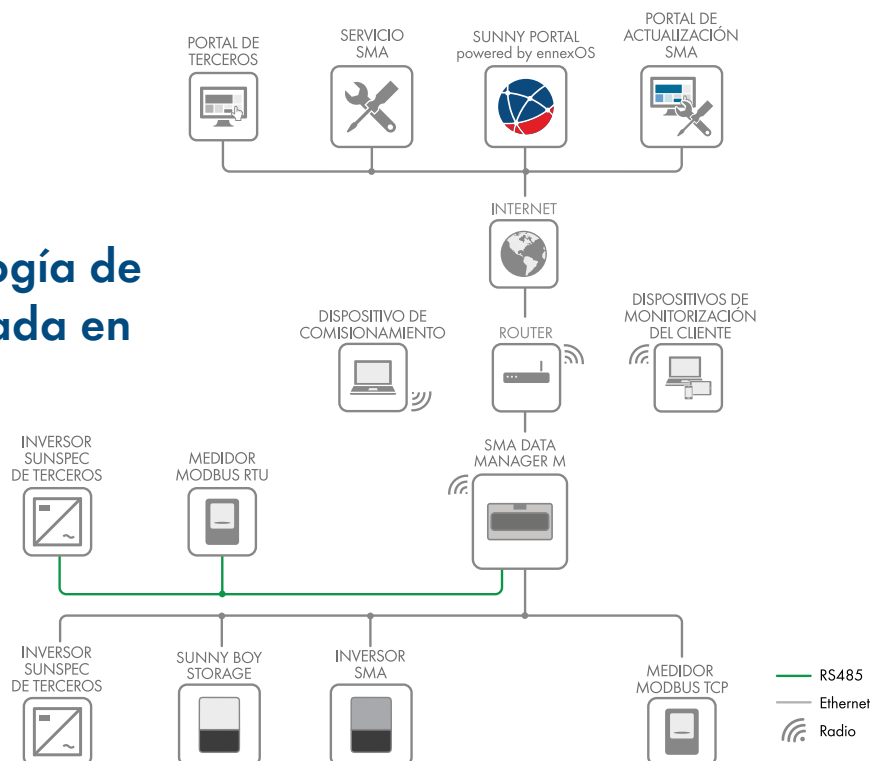 PORTAL DE
TERCEROS
SERVICIO
SMA
SUNNY PORTAL
powered by ennexOS
PORTAL DE
ACTUALIZACIÓN
SMA
INTERNET
ogía de
ada en
DISPOSITIVO DE
COMISIONAMIENTO
ROUTER
DISPOSITIVOS DE
MONITORIZACIÓN
DEL CLIENTE
INVERSOR
SUNSPEC
DE TERCEROS
MEDIDOR
MODBUS RTU
SMA DATA
MANAGER M
INVERSOR
SUNSPEC
DE TERCEROS
SUNNY BOY
STORAGE
INVERSOR
SMA
MEDIDOR
MODBUS TCP
RS485
Ethernet
Radio